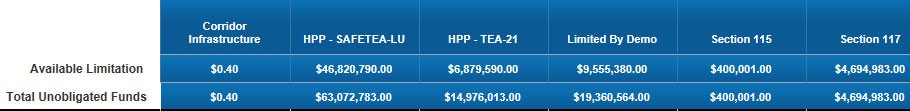 Corridor Infrastructure HPP - SAFETEA-LU HPP - TEA-21 Limited By Demo Section 115 Section 117
Available Limitation $0.40 $46,820,790.00 $6,879,590.00 $9,555,380.00 $400,001.00 $4,694,983.00
Total Unobligated Funds $0.40 $63,072,783.00 $14,976,013.00 $19,360,564.00 $400,001.00 $4,694,983.00